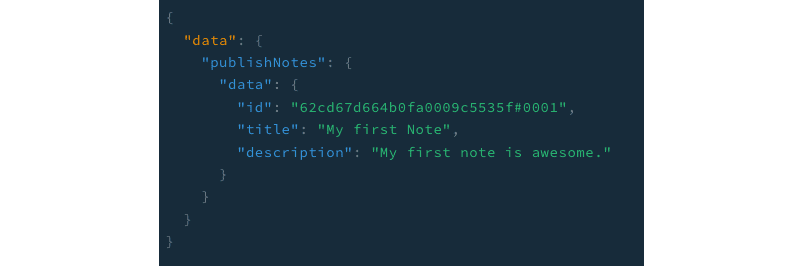 {
"data": {
"publishNotes": {
"data": {
"id": "62cd67d664b0fa0009c5535f#0001",
"title": "My first Note",
"description": "My first note is awesome."
}
}
}
}